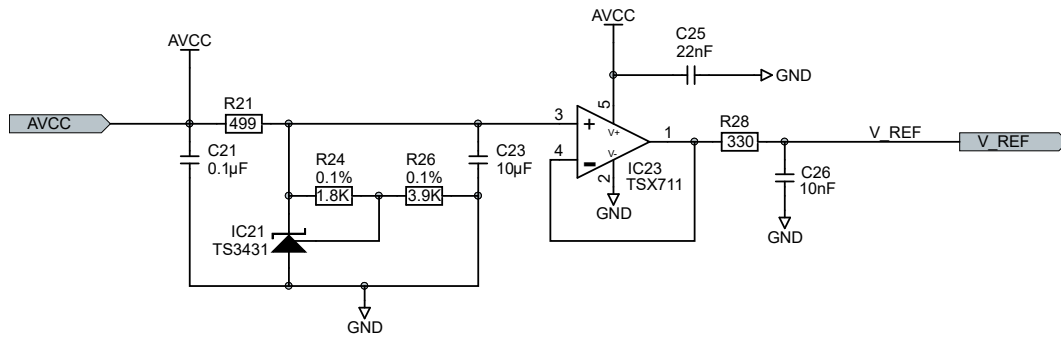 AVCC
C25
22nF
GND
AVCC
R21
499
3
+
5
V+
1
R28
330
V_REF
V_REF
AVCC
C21
0.1µF
R24
0.1%
1.8K
R26
0.1%
3.9K
C23
10µF
4
-
V-
2
IC23
TSX711
GND
C26
10nF
GND
IC21
TS3431
GND